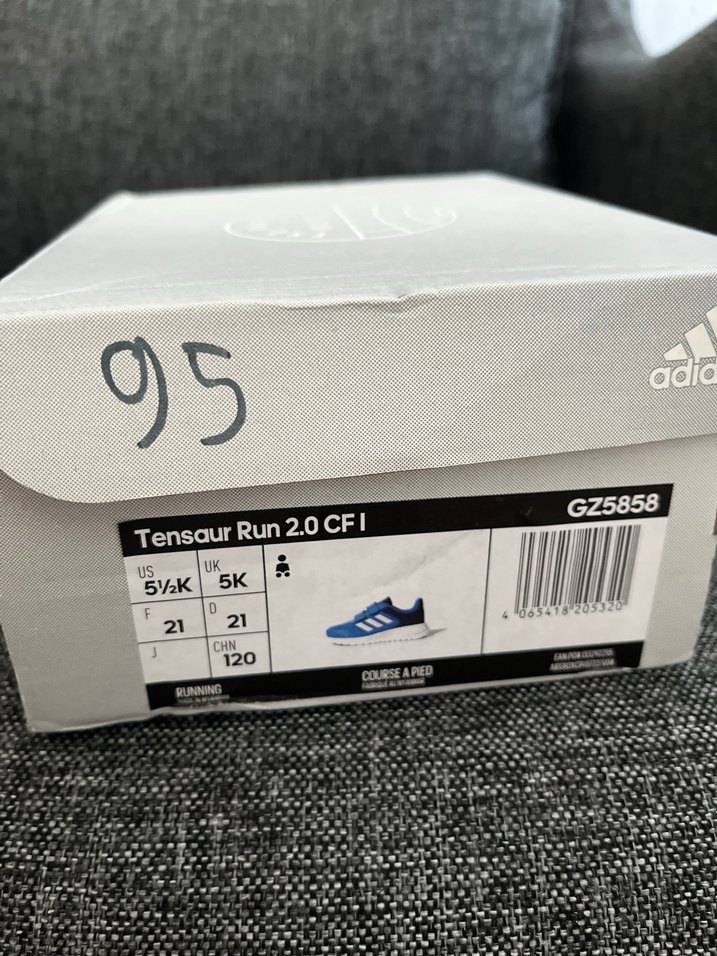 95
adidas
Tensaur Run 2.0 CF I
GZ5858
US 5½K
UK 5K
F 21
D 21
J
CHN 120
4 065418 205320
RUNNING
COURSE A PIED